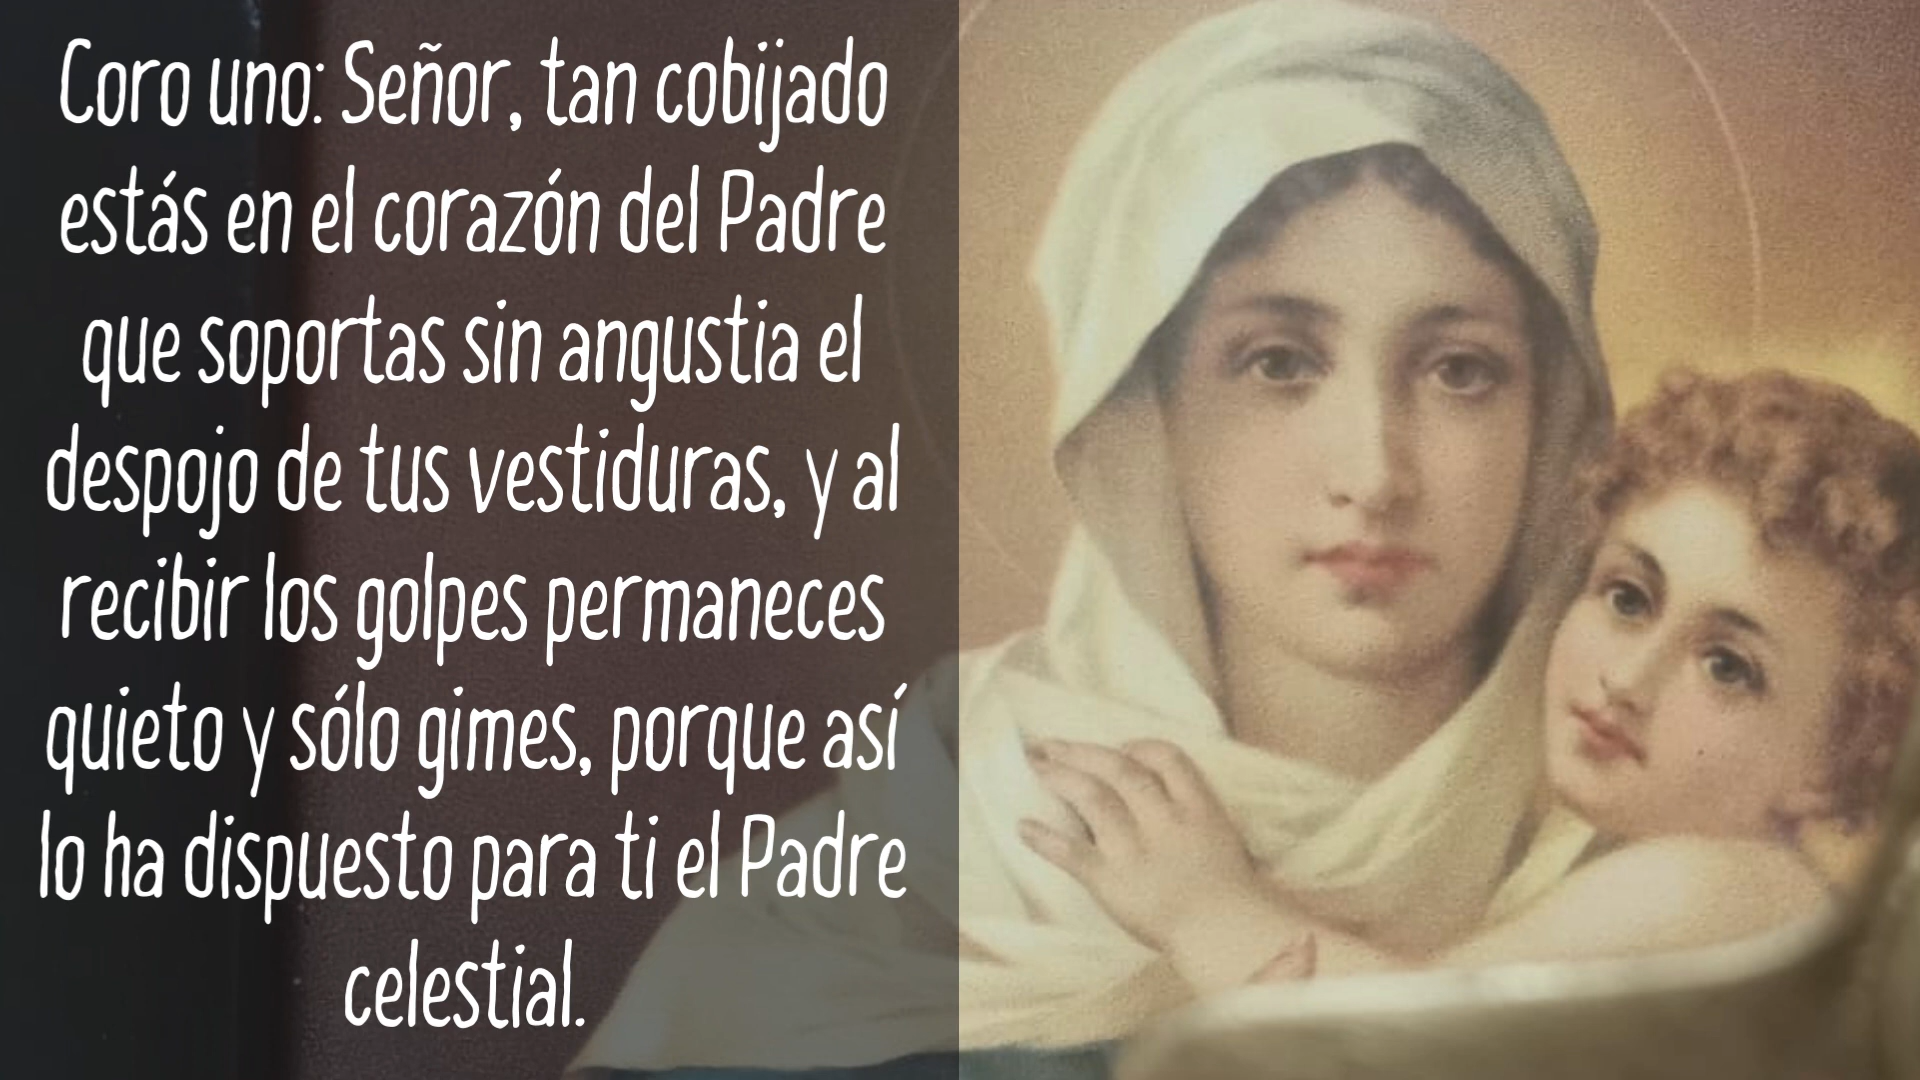 Coro uno: Señor, tan cobijado
estás en el corazón del Padre
que soportas sin angustia el
despojo de tus vestiduras, y al
recibir los golpes permaneces
quieto y sólo gimes, porque así
lo ha dispuesto para ti el Padre
celestial.